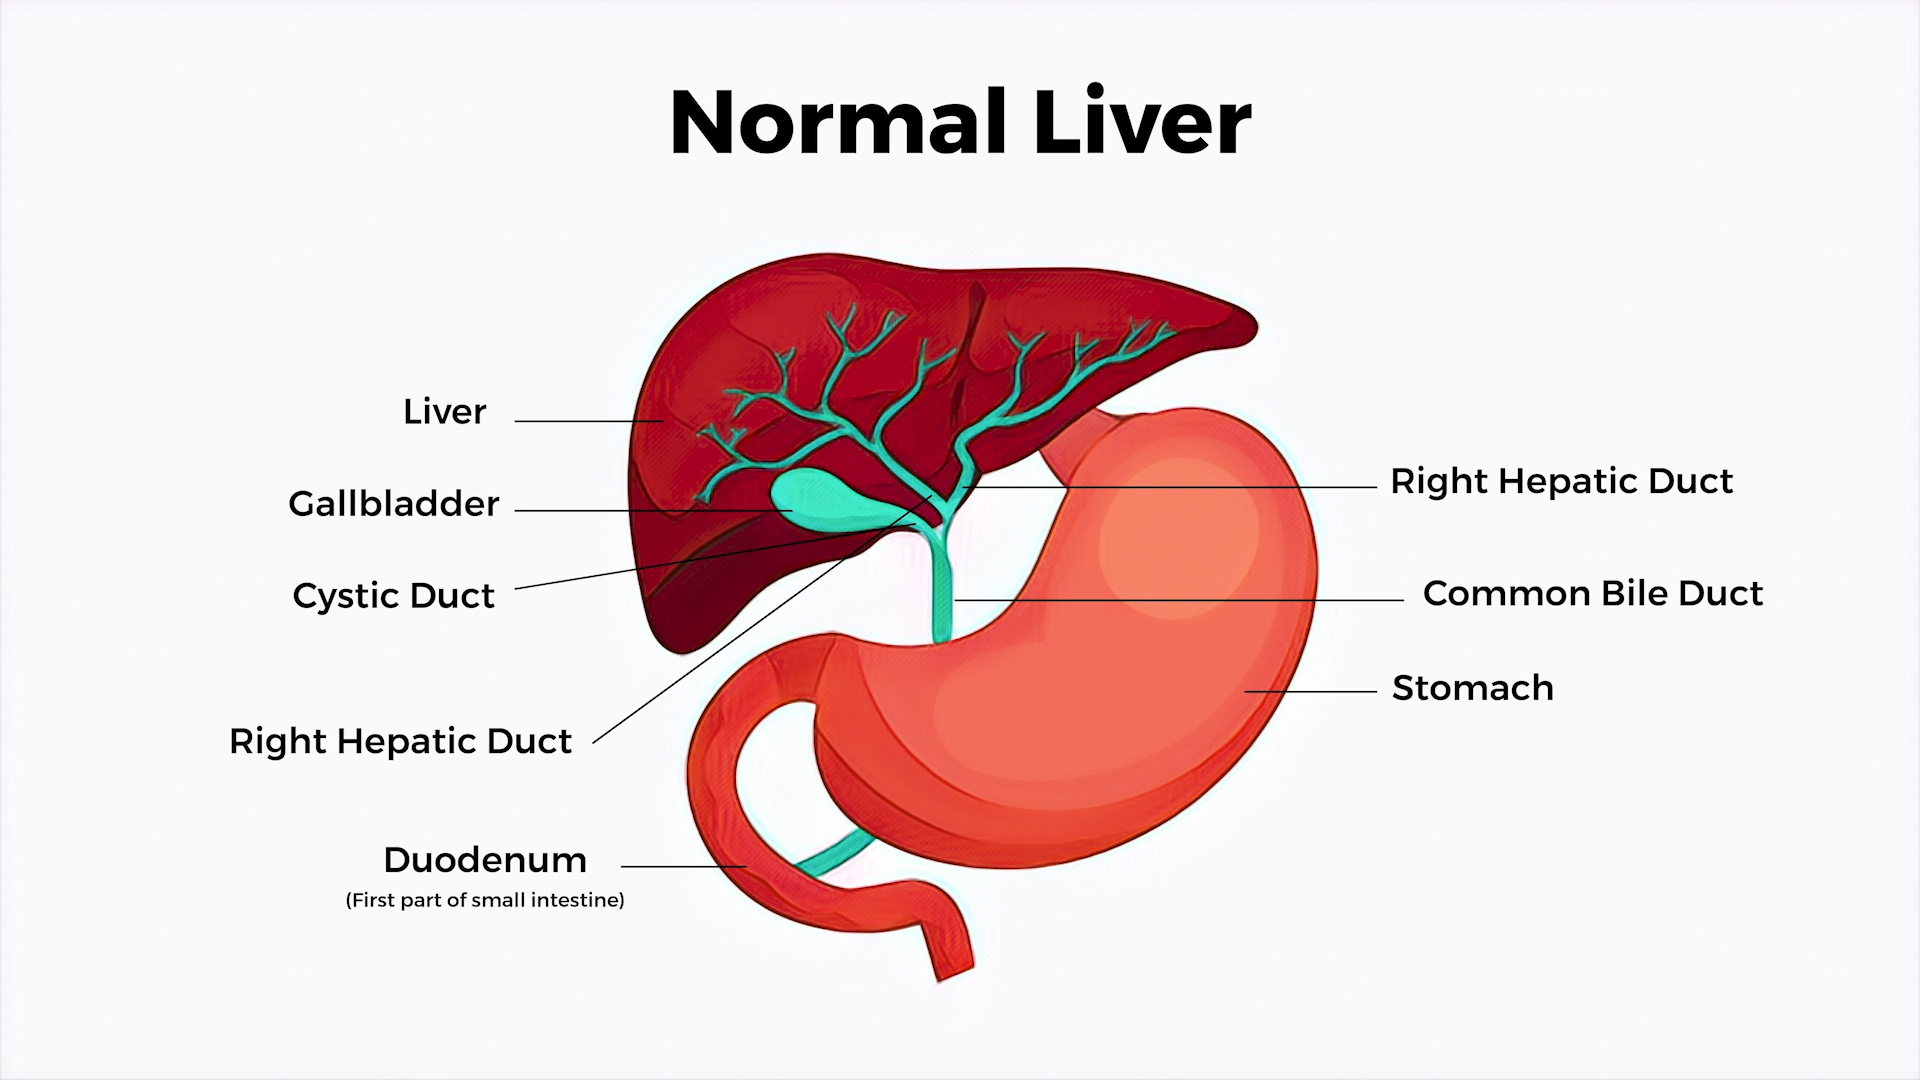 Normal Liver
Liver
Gallbladder
Cystic Duct
Right Hepatic Duct
Duodenum
(First part of small intestine)
Right Hepatic Duct
Common Bile Duct
Stomach